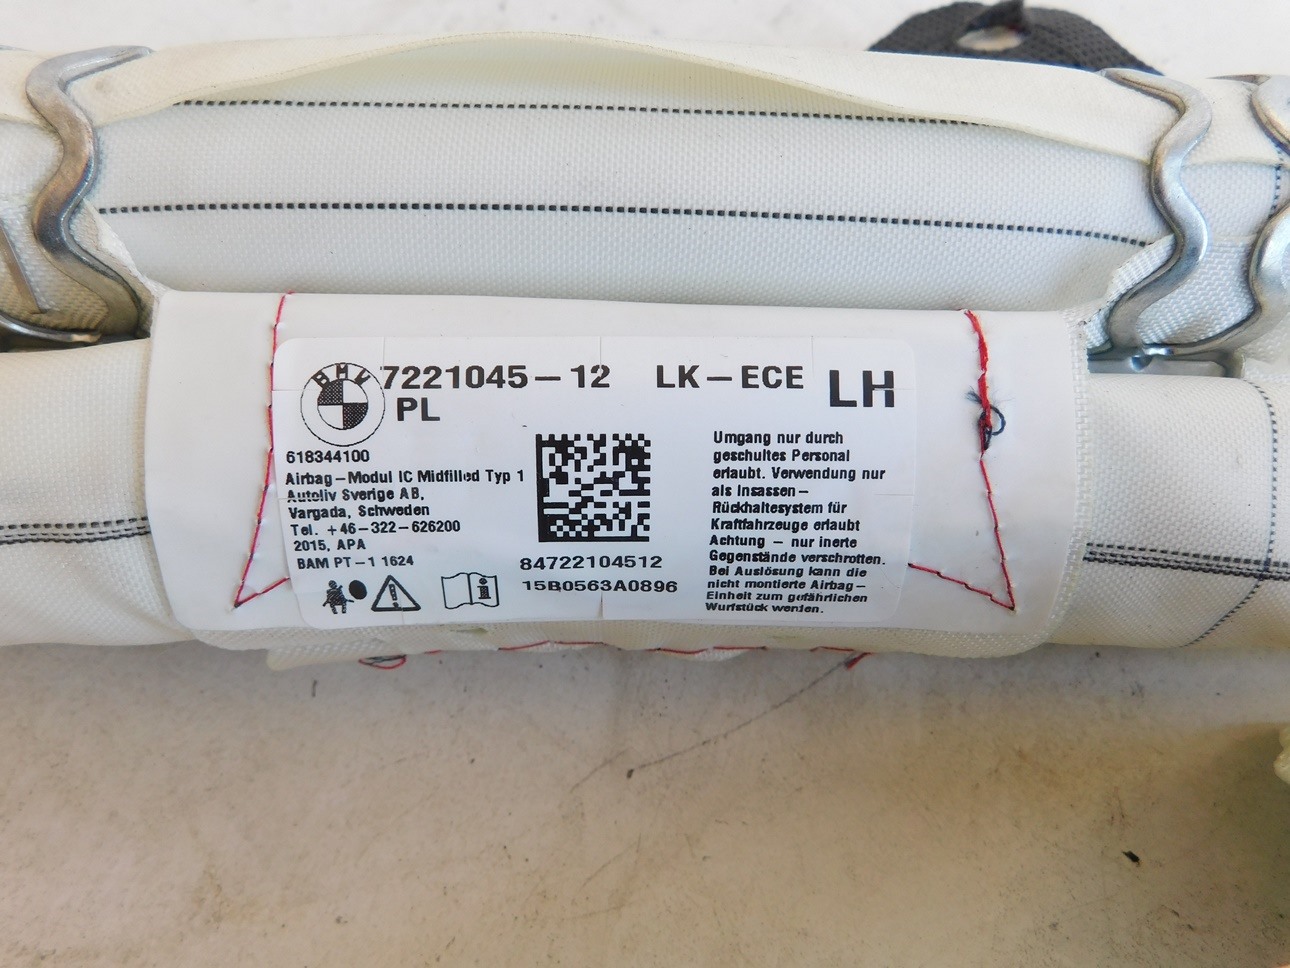 BMW
7221045-12 LK-ECE LH
PL
618344100
Airbag-Modul IC Midfilled Typ 1
Autoliv Sverige AB,
Vargada, Schweden
Tel. +46-322-626200
2015, APA
BAM PT-1 1624
84722104512
15B0563A0896
Umgang nur durch
geschultes Personal
erlaubt. Verwendung nur
als Insassen-
Rückhaltesystem für
Kraftfahrzeuge erlaubt
Achtung - nur inerte
Gegenstände verschrotten.
Bei Auslösung kann die
nicht montierte Airbag-
Einheit zum gefährlichen
Wurfstück werden.